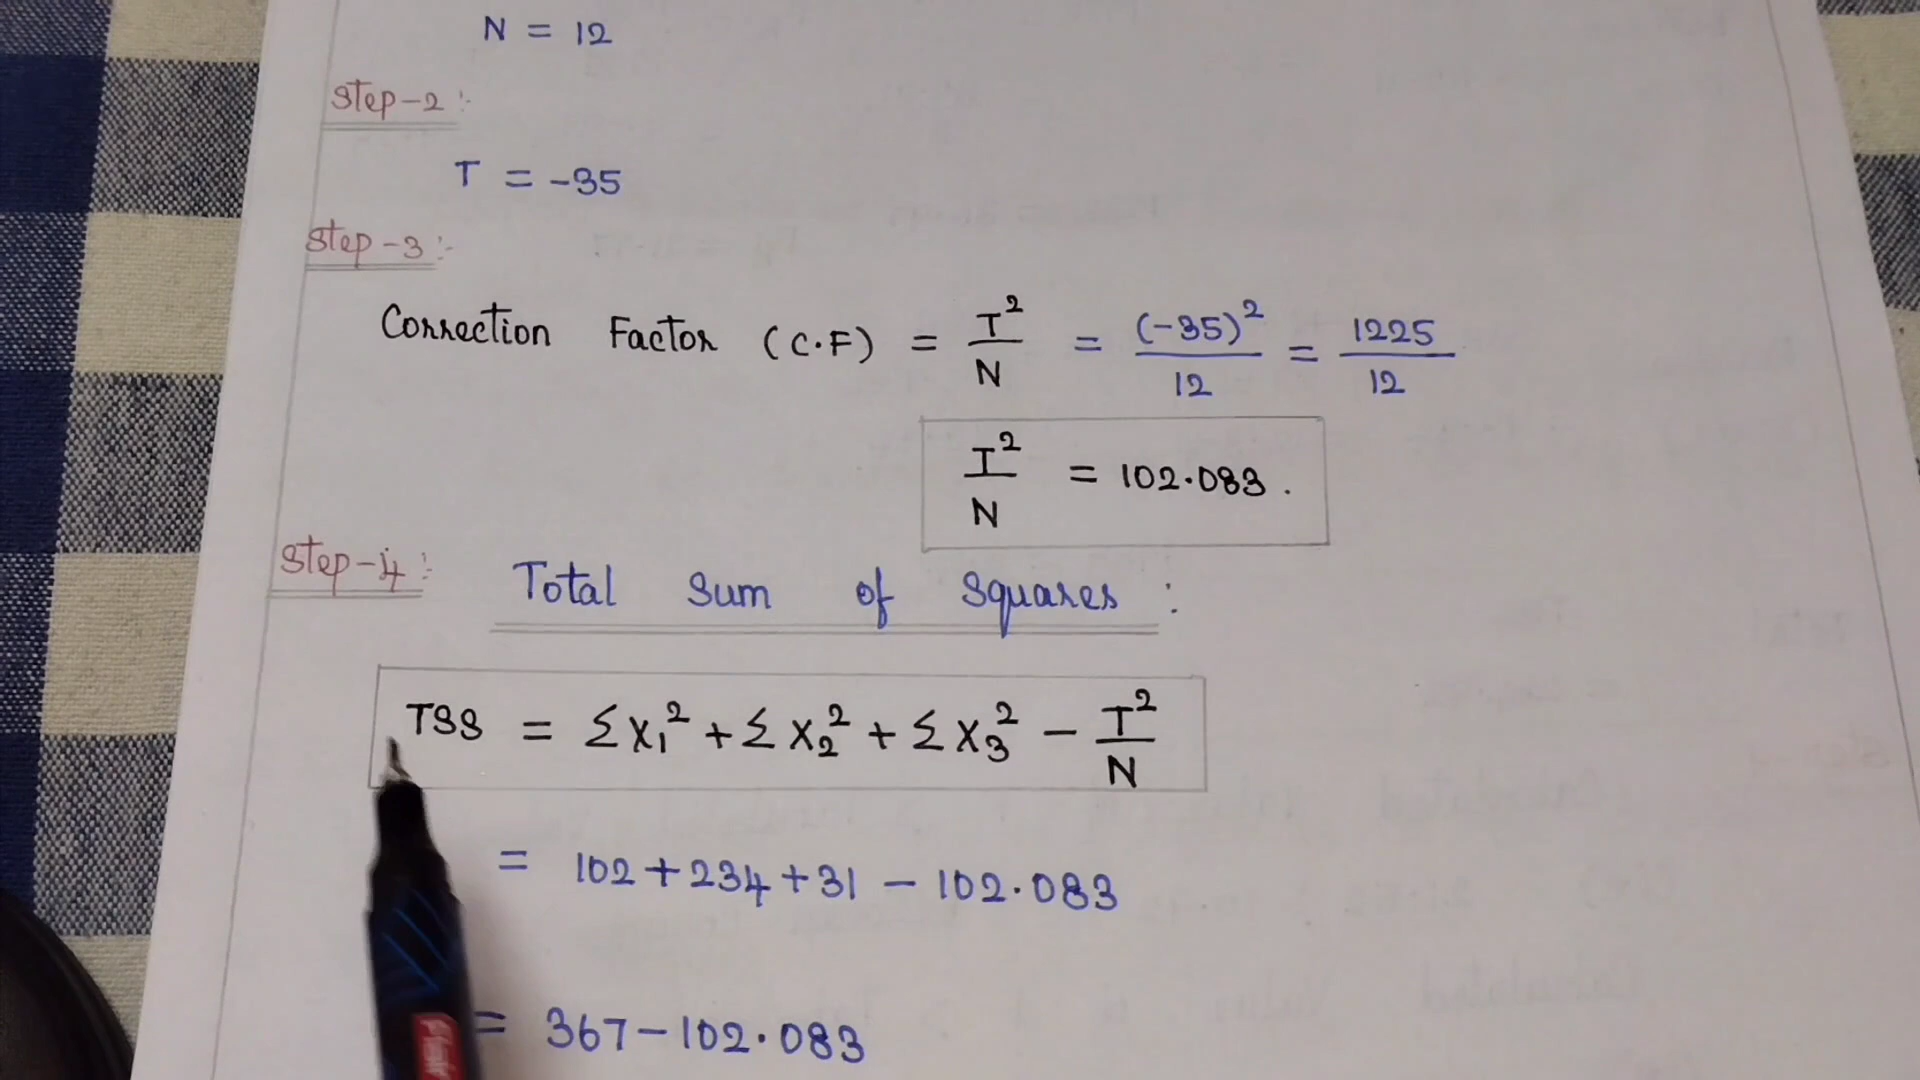 N = 12
Step-2:
T = -35
Step-3:-
Correction Factor (C.F) = T²/N = (-35)²/12 = 1225/12
T²/N = 102.083.
Step-4:
Total Sum of Squares :
TSS = Σx₁² + Σx₂² + Σx₃² - T²/N
= 102 + 234 + 31 - 102.083
= 367 - 102.083
Flair